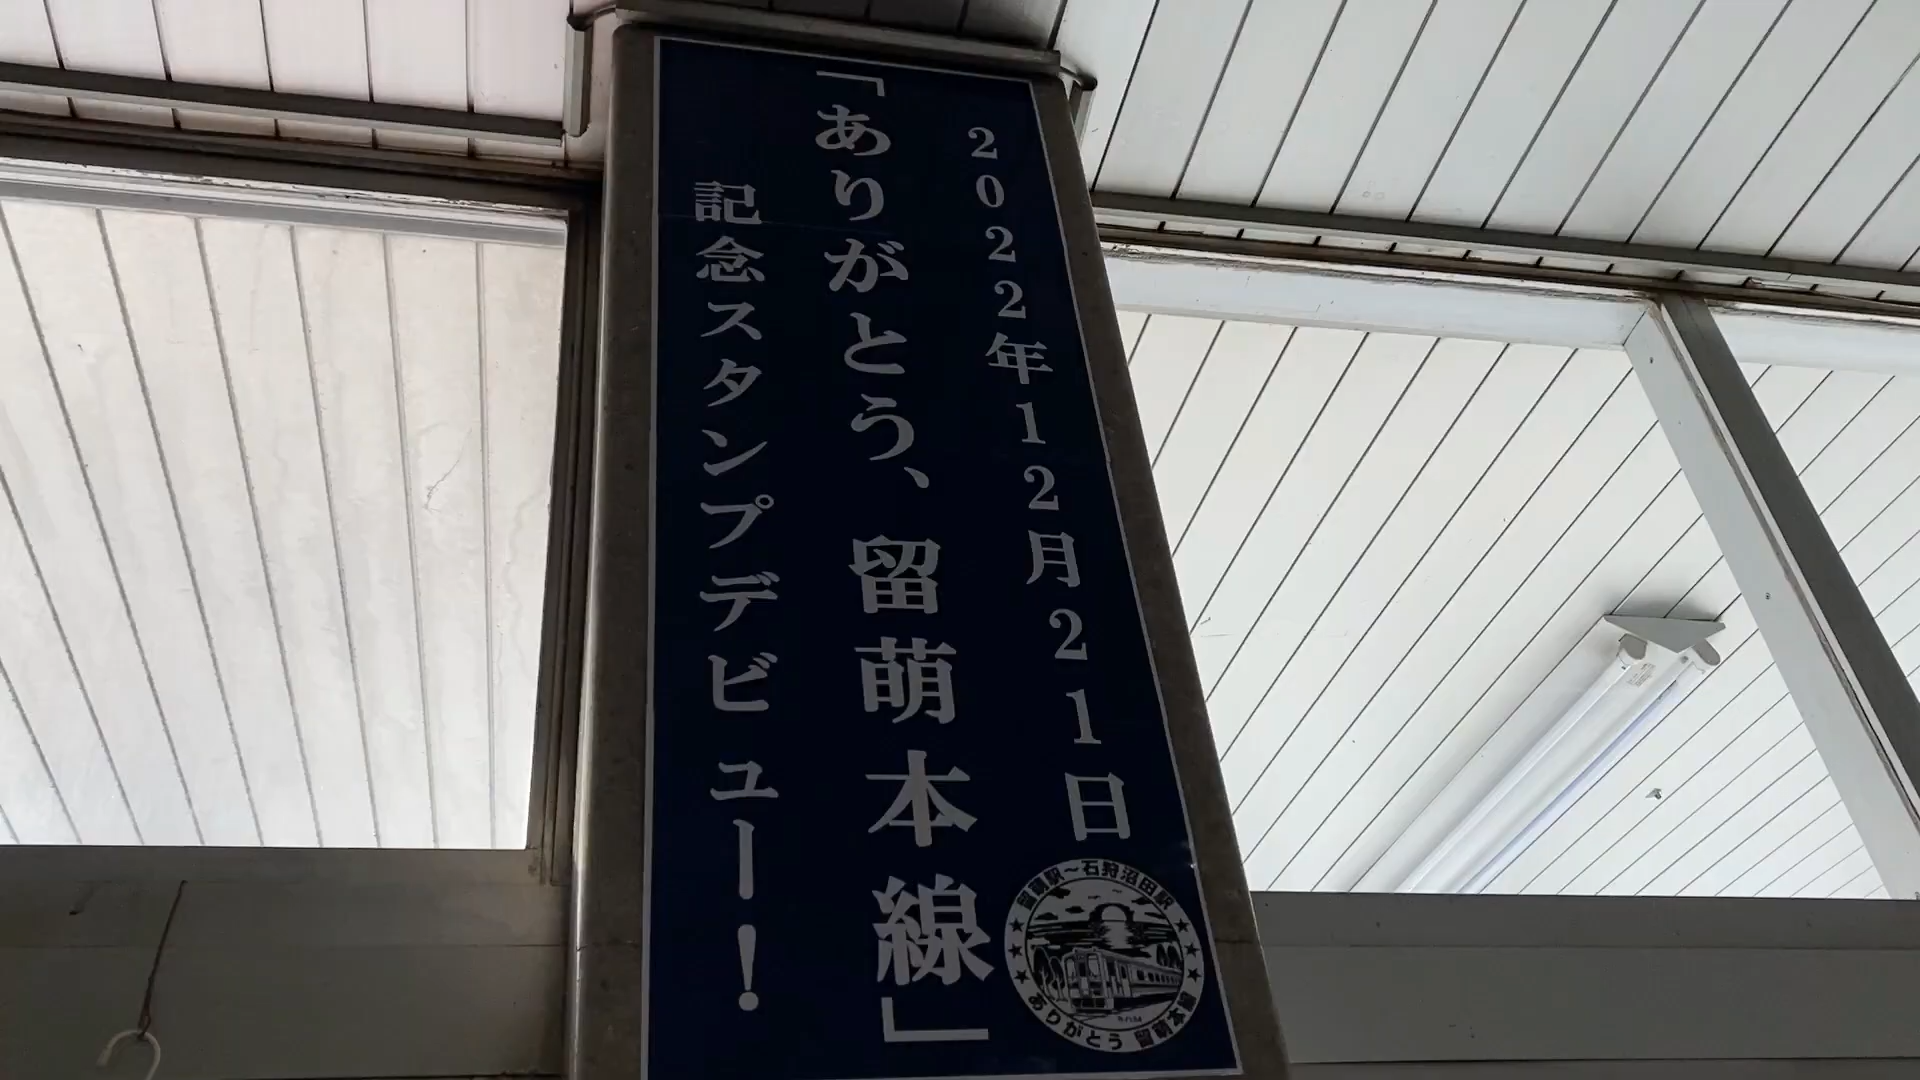 2022年12月21日
「ありがとう、留萌本線」
記念スタンプデビュー!
留萌駅~石狩沼田駅
ありがとう 留萌本線